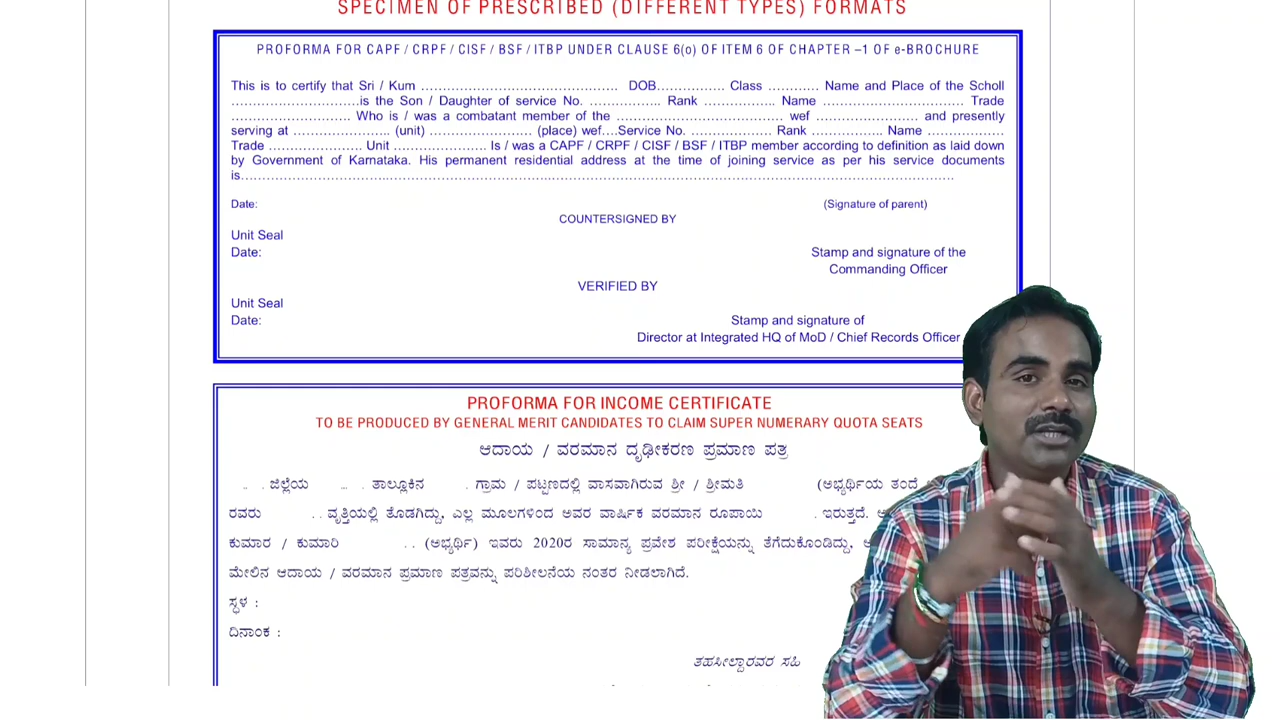 SPECIMEN OF PRESCRIBED (DIFFERENT TYPES) FORMATS
PROFORMA FOR CAPF / CRPF / CISF / BSF / ITBP UNDER CLAUSE 6(o) OF ITEM 6 OF CHAPTER –1 OF e-BROCHURE
This is to certify that Sri / Kum ………………………………………… DOB……………. Class ………… Name and Place of the Scholl
…………………………is the Son / Daughter of service No. …………….. Rank …………….. Name …………………………… Trade
………………………. Who is / was a combatant member of the ………………………………… wef …………………… and presently
serving at ………………….. (unit) …………………… (place) wef....Service No. ………………. Rank …………….. Name ………………
Trade …………………. Unit …………………. Is / was a CAPF / CRPF / CISF / BSF / ITBP member according to definition as laid down
by Government of Karnataka. His permanent residential address at the time of joining service as per his service documents
is……………………………………………………………………………………………………………………………………………….
Date: (Signature of parent)
COUNTERSIGNED BY
Unit Seal
Date: Stamp and signature of the
Commanding Officer
VERIFIED BY
Unit Seal
Date: Stamp and signature of
Director at Integrated HQ of MoD / Chief Records Officer
PROFORMA FOR INCOME CERTIFICATE
TO BE PRODUCED BY GENERAL MERIT CANDIDATES TO CLAIM SUPER NUMERARY QUOTA SEATS
ಆದಾಯ / ವರಮಾನ ದೃಢೀಕರಣ ಪ್ರಮಾಣ ಪತ್ರ
.. . ಜಿಲ್ಲೆಯ ... . ತಾಲ್ಲೂಕಿನ . ಗ್ರಾಮ / ಪಟ್ಟಣದಲ್ಲಿ ವಾಸವಾಗಿರುವ ಶ್ರೀ / ಶ್ರೀಮತಿ (ಅಭ್ಯರ್ಥಿಯ ತಂದೆ
ರವರು . . ವೃತ್ತಿಯಲ್ಲಿ ತೊಡಗಿದ್ದು, ಎಲ್ಲ ಮೂಲಗಳಿಂದ ಅವರ ವಾರ್ಷಿಕ ವರಮಾನ ರೂಪಾಯಿ . ಇರುತ್ತದೆ.
ಕುಮಾರ / ಕುಮಾರಿ . . (ಅಭ್ಯರ್ಥಿ) ಇವರು 2020ರ ಸಾಮಾನ್ಯ ಪ್ರವೇಶ ಪರೀಕ್ಷೆಯನ್ನು ತೆಗೆದುಕೊಂಡಿದ್ದು,
ಮೇಲಿನ ಆದಾಯ / ವರಮಾನ ಪ್ರಮಾಣ ಪತ್ರವನ್ನು ಪರಿಶೀಲನೆಯ ನಂತರ ನೀಡಲಾಗಿದೆ.
ಸ್ಥಳ :
ದಿನಾಂಕ :
ತಹಸೀಲ್ದಾರವರ ಸಹಿ